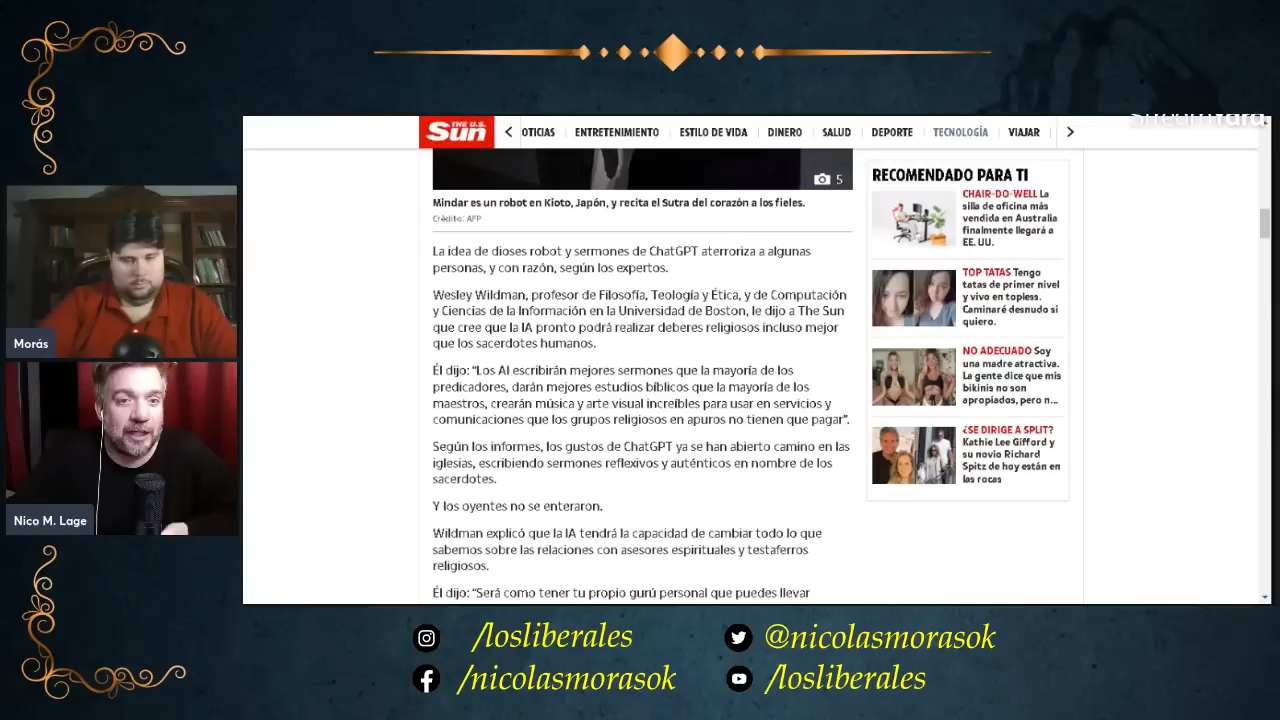 THE U.S.
Sun
OTICIAS
ENTRETENIMIENTO
ESTILO DE VIDA
DINERO
SALUD
DEPORTE
TECNOLOGÍA
VIAJAR
5
Mindar es un robot en Kioto, Japón, y recita el Sutra del corazón a los fieles.
Crédito: AFP
La idea de dioses robot y sermones de ChatGPT aterroriza a algunas
personas, y con razón, según los expertos.
Wesley Wildman, profesor de Filosofía, Teología y Ética, y de Computación
y Ciencias de la Información en la Universidad de Boston, le dijo a The Sun
que cree que la IA pronto podrá realizar deberes religiosos incluso mejor
que los sacerdotes humanos.
Él dijo: “Los AI escribirán mejores sermones que la mayoría de los
predicadores, darán mejores estudios bíblicos que la mayoría de los
maestros, crearán música y arte visual increíbles para usar en servicios y
comunicaciones que los grupos religiosos en apuros no tienen que pagar”.
Según los informes, los gustos de ChatGPT ya se han abierto camino en las
iglesias, escribiendo sermones reflexivos y auténticos en nombre de los
sacerdotes.
Y los oyentes no se enteraron.
Wildman explicó que la IA tendrá la capacidad de cambiar todo lo que
sabemos sobre las relaciones con asesores espirituales y testaferros
religiosos.
Él dijo: “Será como tener tu propio gurú personal que puedes llevar
RECOMENDADO PARA TI
CHAIR-DO-WELL La
silla de oficina más
vendida en Australia
finalmente llegará a
EE. UU.
TOP TATAS Tengo
tatas de primer nivel
y vivo en topless.
Caminaré desnudo si
quiero.
NO ADECUADO Soy
una madre atractiva.
La gente dice que mis
bikinis no son
apropiados, pero n...
¿SE DIRIGE A SPLIT?
Kathie Lee Gifford y
su novio Richard
Spitz de hoy están en
las rocas
Morás
Nico M. Lage
/losliberales
@nicolasmorasok
/nicolasmorasok
/losliberales